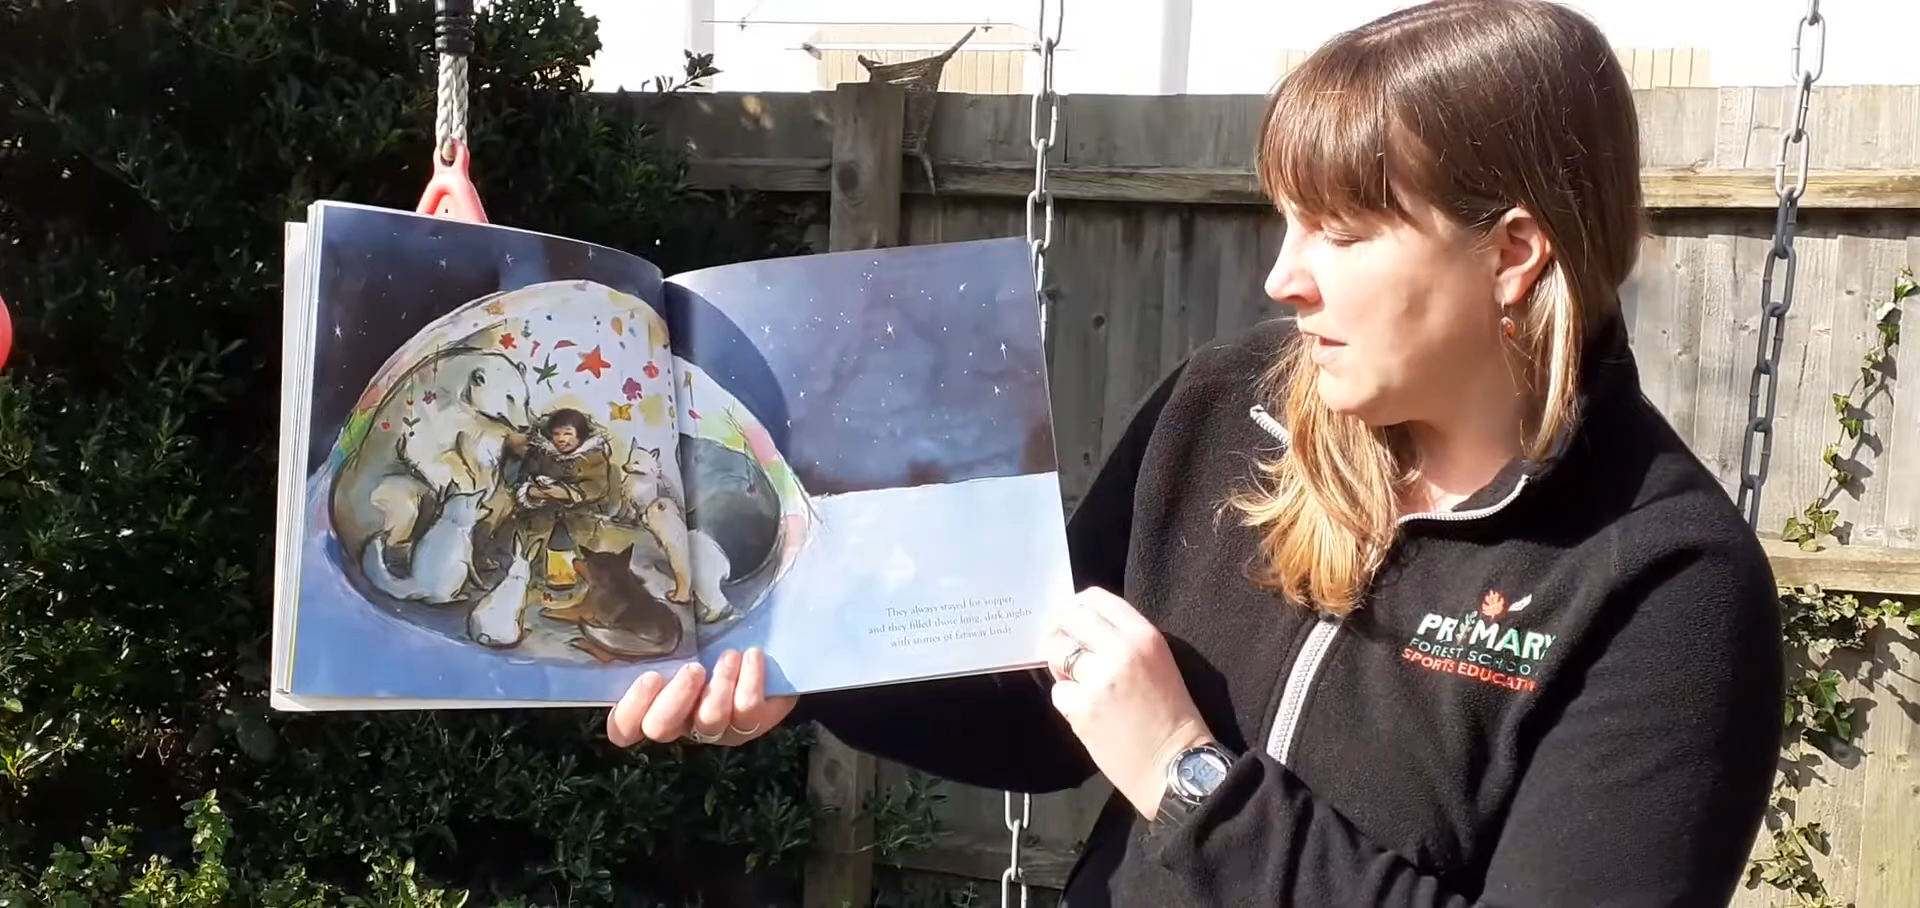 They always stayed for supper,
and they filled those long, dark nights
with stories of faraway lands.
PRIMARY
FOREST SCHOOL
SPORTS EDUCATI